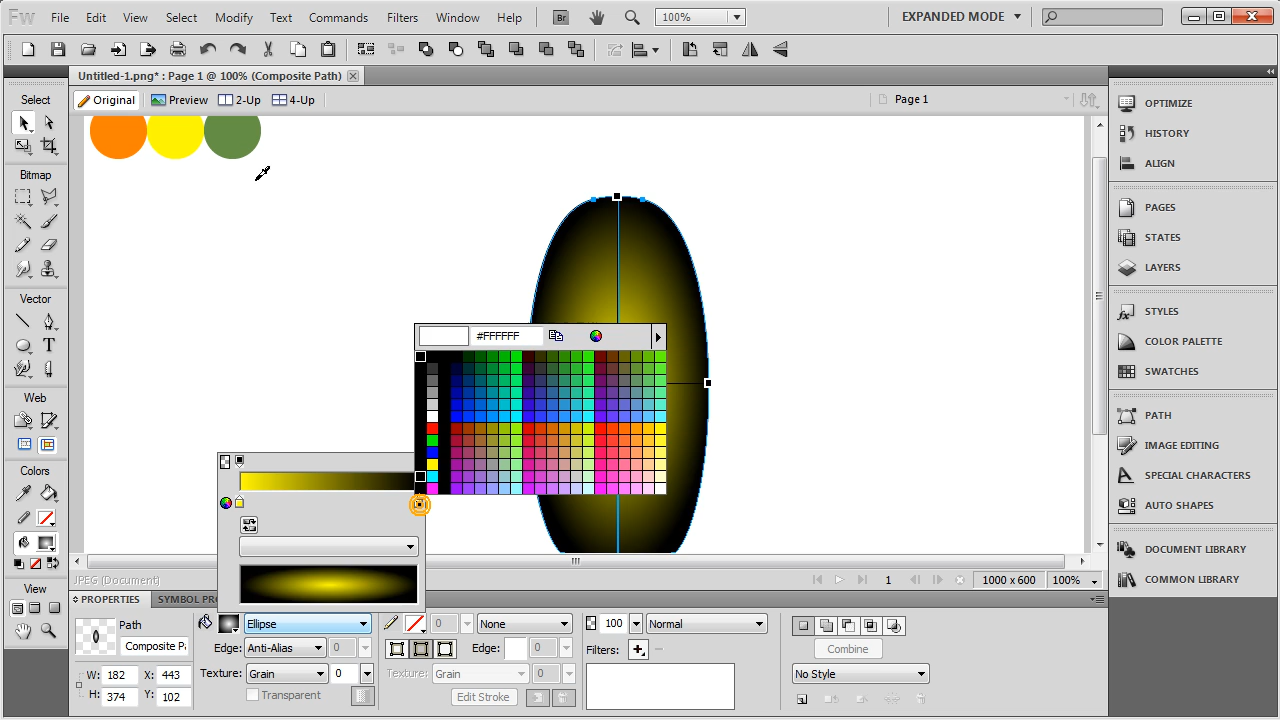 Fw File Edit View Select Modify Text Commands Filters Window Help Br 100% EXPANDED MODE
Untitled-1.png* : Page 1 @ 100% (Composite Path)
Original Preview 2-Up 4-Up Page 1
Select
Bitmap
Vector
T
Web
Colors
View
#FFFFFF
OPTIMIZE
HISTORY
ALIGN
PAGES
STATES
LAYERS
STYLES
COLOR PALETTE
SWATCHES
PATH
IMAGE EDITING
SPECIAL CHARACTERS
AUTO SHAPES
DOCUMENT LIBRARY
COMMON LIBRARY
JPEG (Document) 1 1000 x 600 100%
PROPERTIES SYMBOL PR
Path Ellipse 0 None 100 Normal
Composite Pa Edge: Anti-Alias 0 Edge: 0 Filters: Combine
W: 182 X: 443 Texture: Grain 0 Texture: Grain 0 No Style
H: 374 Y: 102 Transparent Edit Stroke